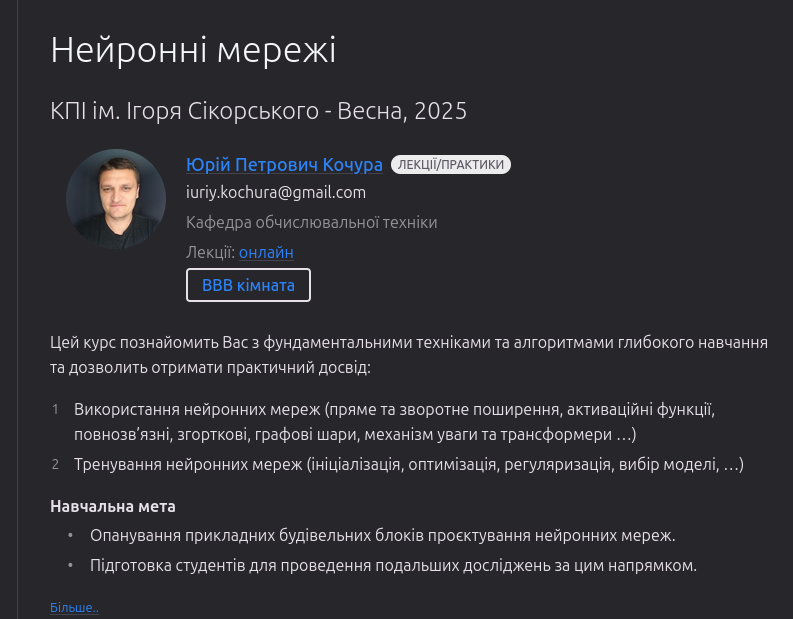 Нейронні мережі
КПІ ім. Ігоря Сікорського - Весна, 2025
Юрій Петрович Кочура ЛЕКЦІЇ/ПРАКТИКИ
iuriy.kochura@gmail.com
Кафедра обчислювальної техніки
Лекції: онлайн
BBB кімната
Цей курс познайомить Вас з фундаментальними техніками та алгоритмами глибокого навчання
та дозволить отримати практичний досвід:
1 Використання нейронних мереж (пряме та зворотне поширення, активаційні функції,
повнозв’язні, згорткові, графові шари, механізм уваги та трансформери …)
2 Тренування нейронних мереж (ініціалізація, оптимізація, регуляризація, вибір моделі, …)
Навчальна мета
• Опанування прикладних будівельних блоків проєктування нейронних мереж.
• Підготовка студентів для проведення подальших досліджень за цим напрямком.
Більше..